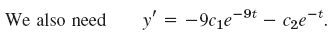 We also need y′ = −9c₁e⁻⁹ᵗ − c₂e⁻ᵗ.